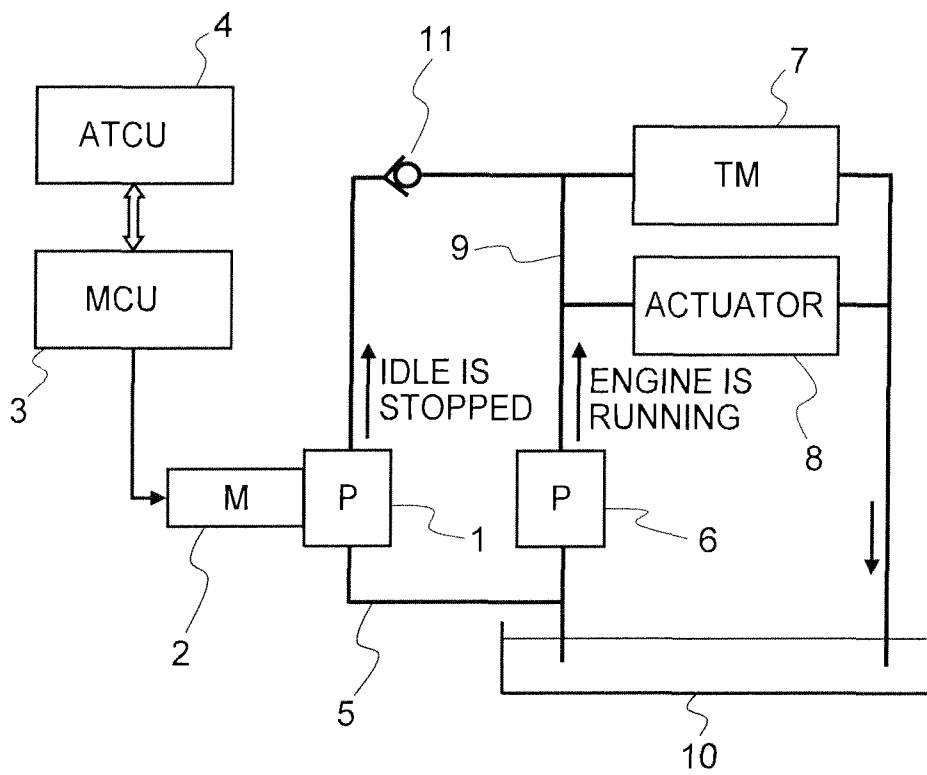 4
11
7
ATCU
TM
9
MCU
ACTUATOR
3
IDLE IS
STOPPED
ENGINE IS
RUNNING
8
M
P
P
1
6
2
5
10